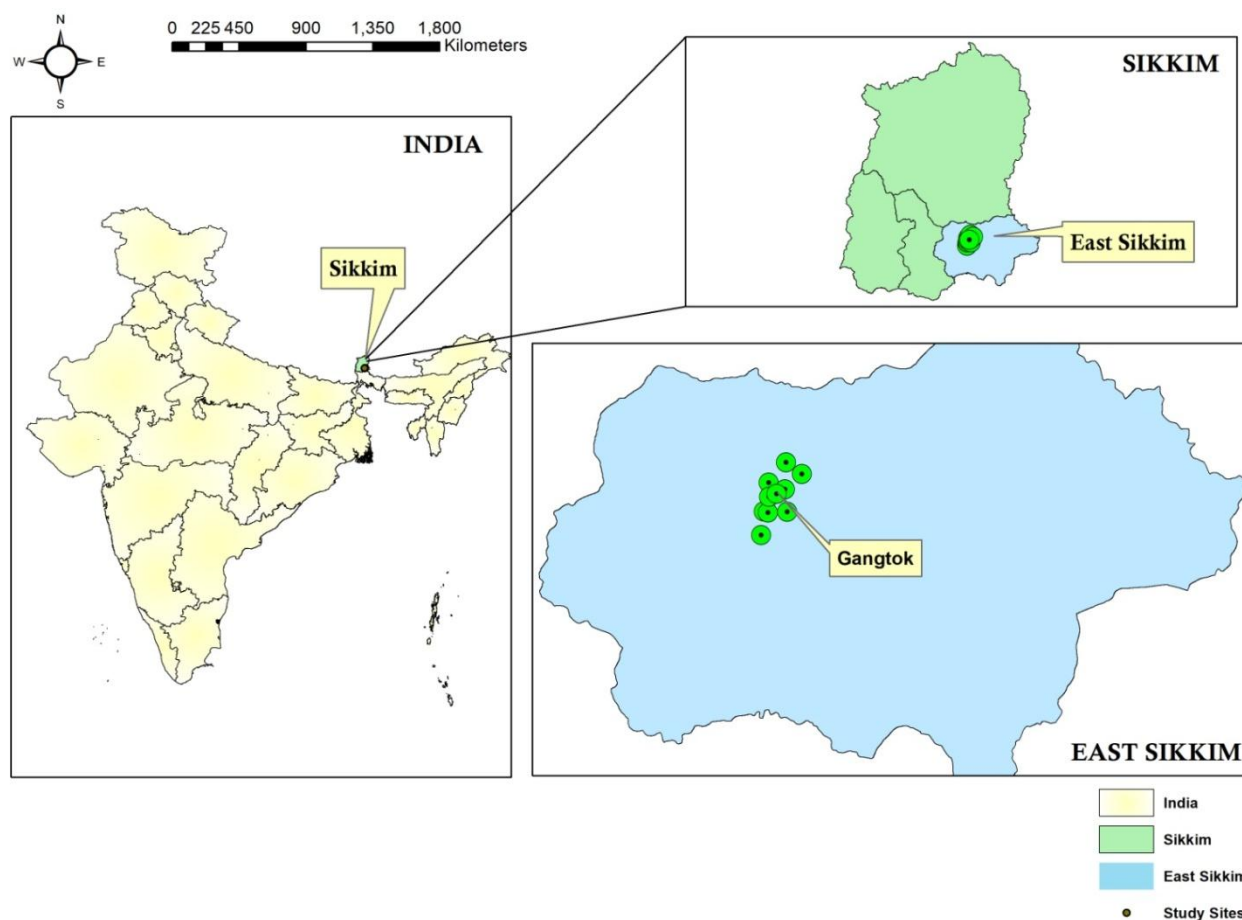 N
W E
S
0 225 450 900 1,350 1,800
Kilometers
INDIA
Sikkim
SIKKIM
East Sikkim
Gangtok
EAST SIKKIM
India
Sikkim
East Sikkim
Study Sites